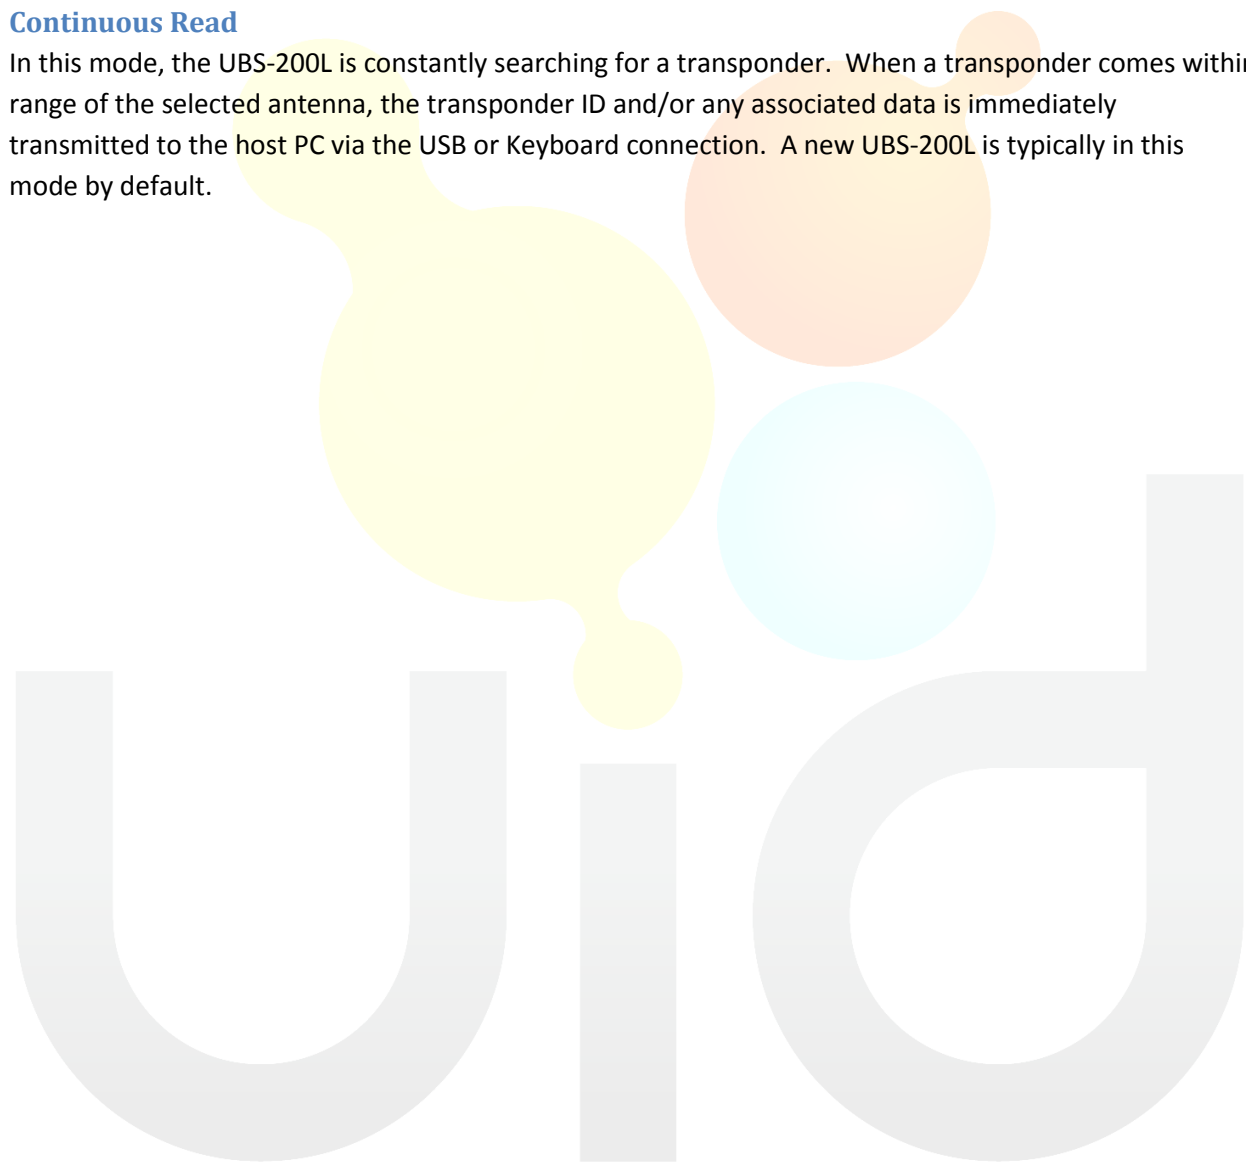 Continuous Read
In this mode, the UBS-200L is constantly searching for a transponder.  When a transponder comes within
range of the selected antenna, the transponder ID and/or any associated data is immediately
transmitted to the host PC via the USB or Keyboard connection.  A new UBS-200L is typically in this
mode by default.
uid